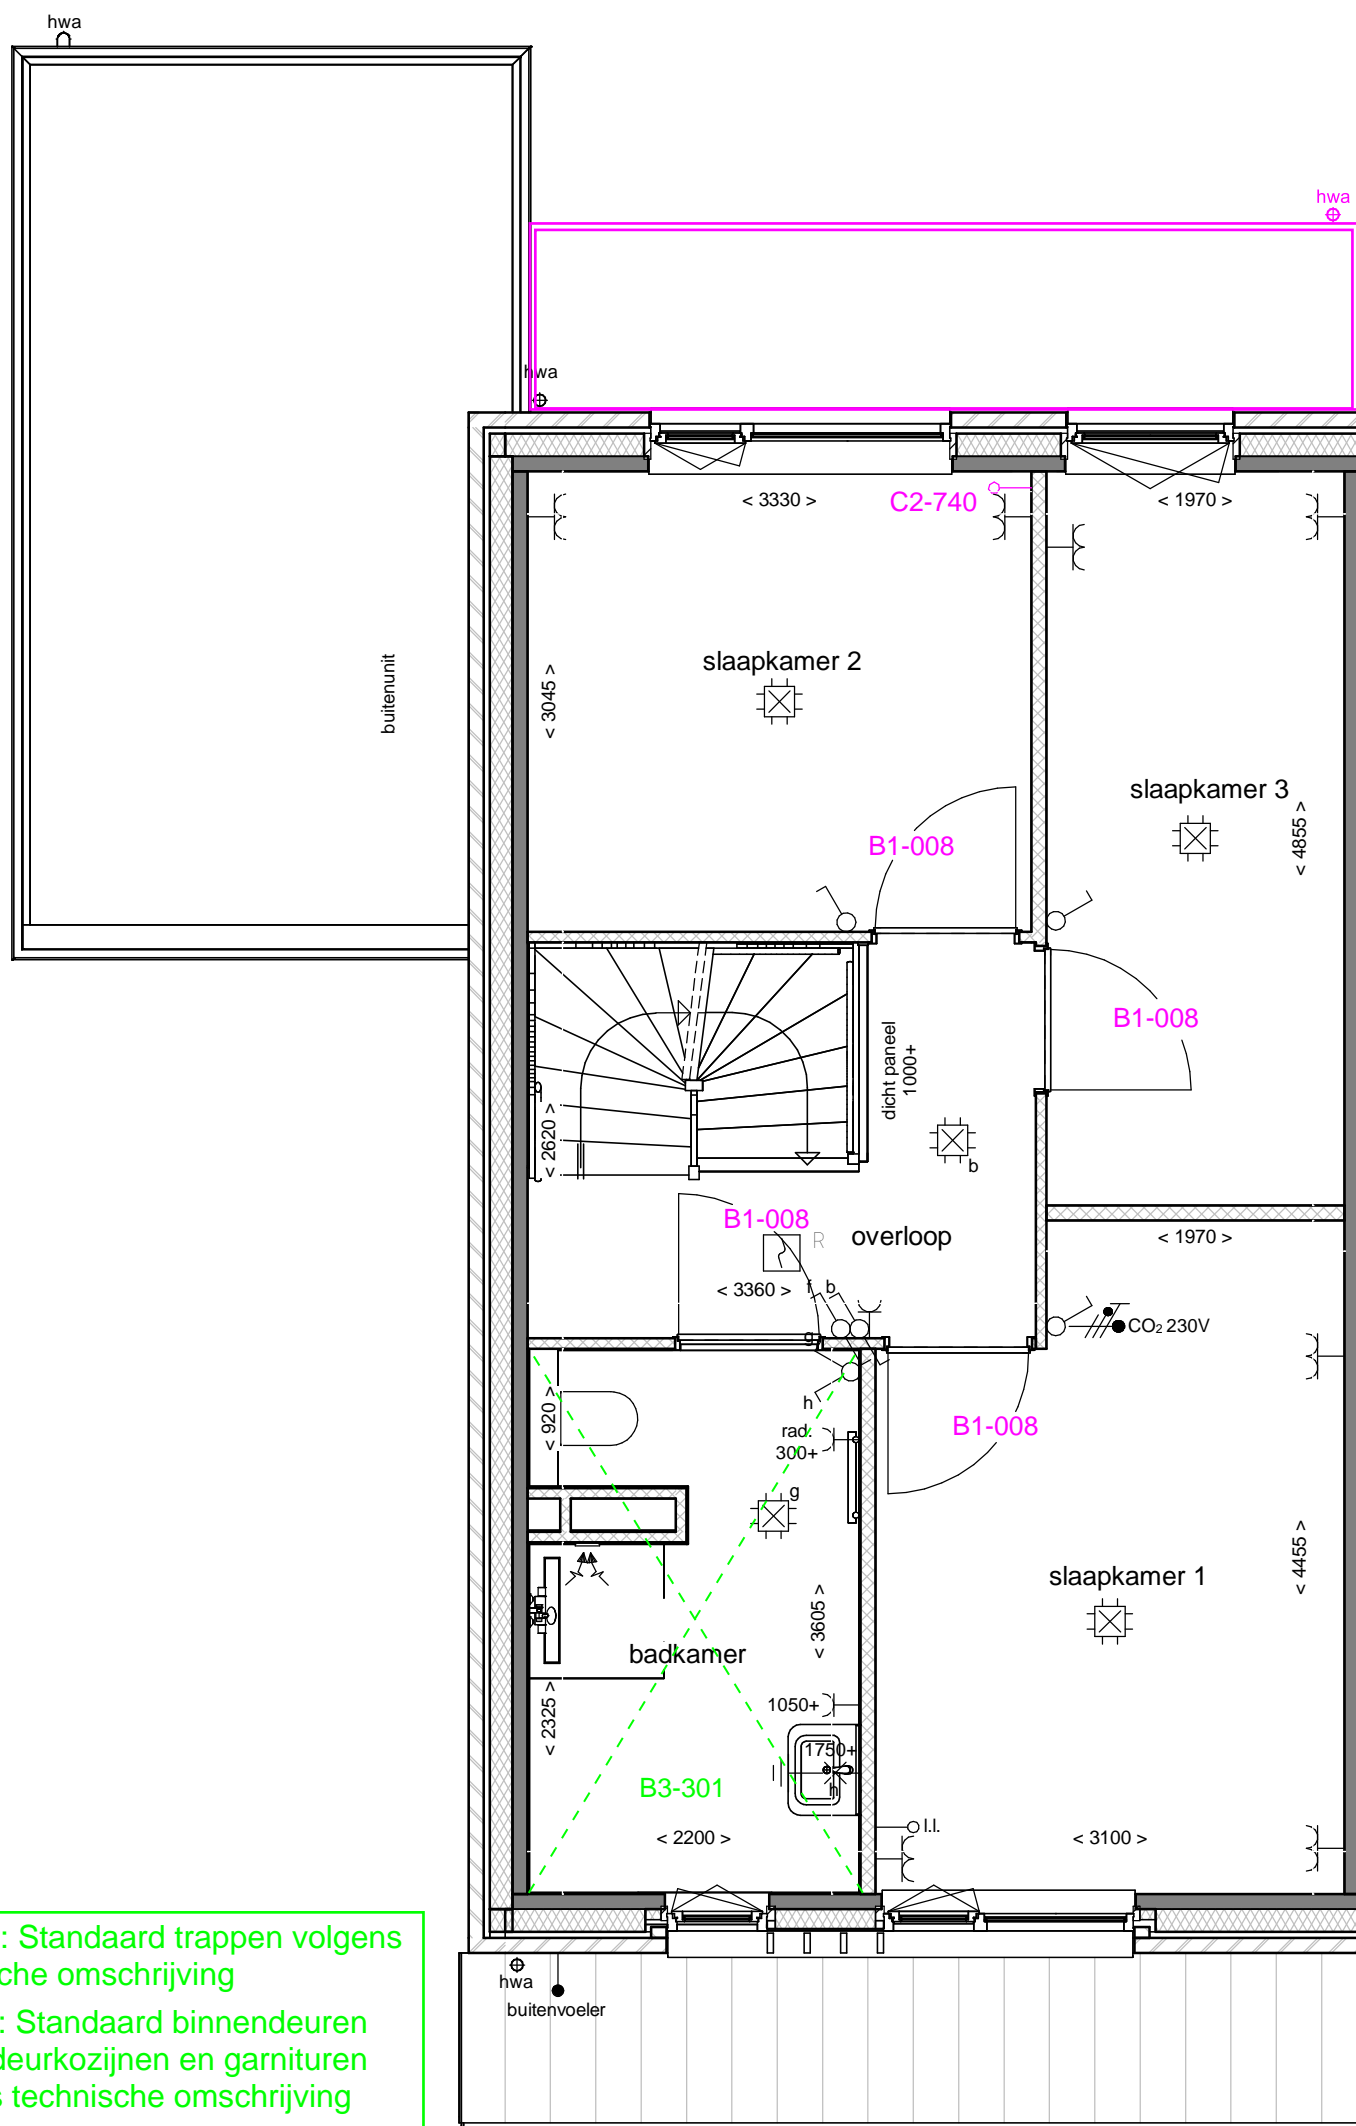 hwa
hwa
hwa
< 3330 >
C2-740
< 1970 >
slaapkamer 2
< 3045 >
buitenunit
slaapkamer 3
< 4855 >
B1-008
B1-008
dicht paneel
1000+
< 2620 >
b
B1-008
R
overloop
< 1970 >
< 3360 >
f b
CO₂ 230V
g
< 920 >
h
B1-008
rad.
300+
g
< 4455 >
slaapkamer 1
< 3605 >
badkamer
< 2325 >
1050+
1750+
h
B3-301
l.l.
< 2200 >
< 3100 >
: Standaard trappen volgens
che omschrijving
hwa
buitenvoeler
: Standaard binnendeuren
deurkozijnen en garnituren
s technische omschrijving